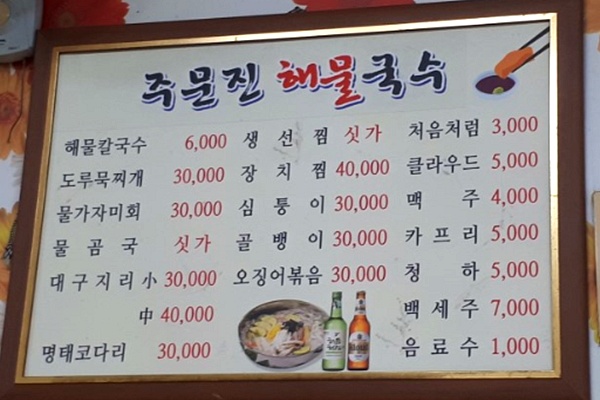 주문진 해물국수
해물칼국수 6,000
도루묵찌개 30,000
물가자미회 30,000
물곰국 싯가
대구지리 小 30,000
中 40,000
명태코다리 30,000
생선찜 싯가
장치찜 40,000
심퉁이 30,000
골뱅이 30,000
오징어볶음 30,000
처음처럼 3,000
클라우드 5,000
맥주 4,000
카프리 5,000
청하 5,000
백세주 7,000
음료수 1,000